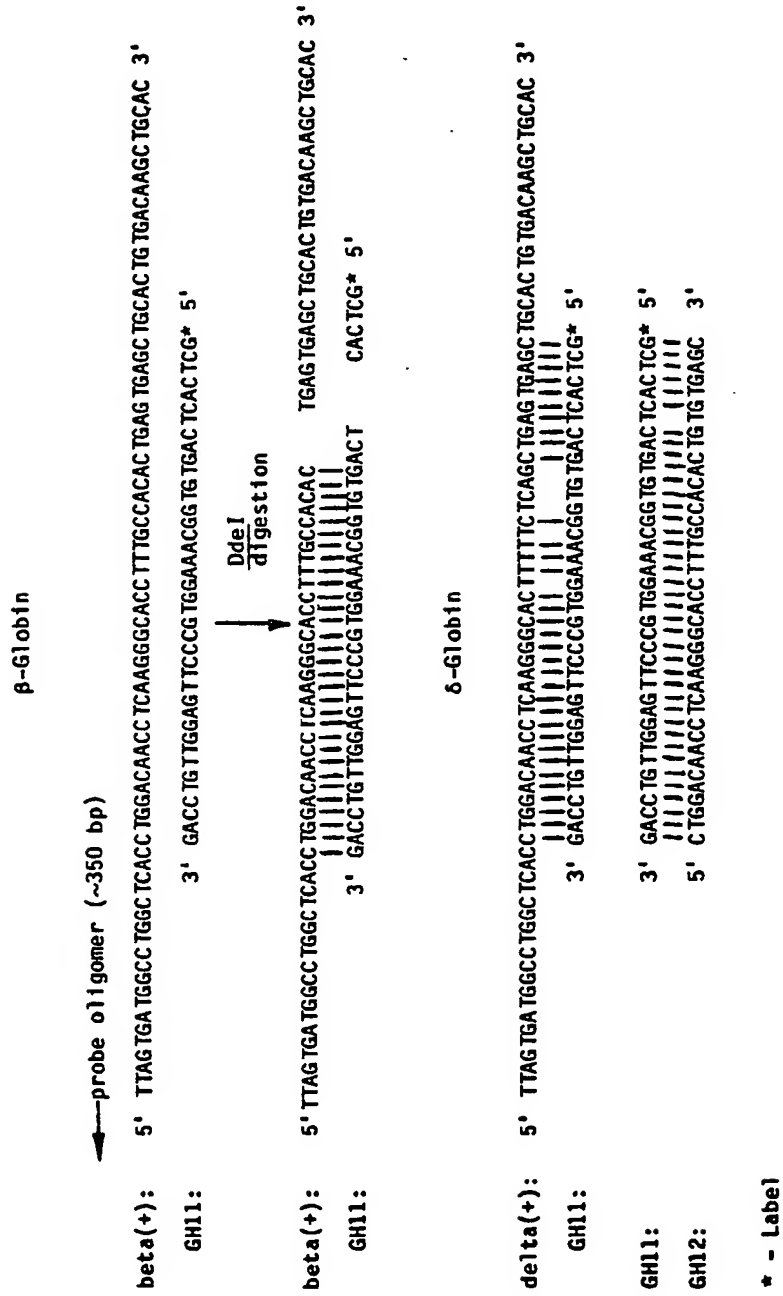 β-Globin
probe oligomer (~350 bp)
beta(+): 5' TTAGTGATGGCCTGGCTCACCTGGACAACCTCAAGGGCACCTTTGCCACACTGAGTGAGCTGCACTGTGACAAGCTGCAC 3'
GH11: 3' GACCTGTTGGAGTTCCCGTGGAAACGGTGTGACTCACTCG* 5'
DdeI
digestion
beta(+): 5'TTAGTGATGGCCTGGCTCACCTGGACAACCTCAAGGGCACCTTTGCCACAC TGAGTGAGCTGCACTGTGACAAGCTGCAC 3'
GH11: 3' GACCTGTTGGAGTTCCCGTGGAAACGGTGTGACT CACTCG* 5'
δ-Globin
delta(+): 5' TTAGTGATGGCCTGGCTCACCTGGACAACCTCAAGGGCACTTTTTCTCAGCTGAGTGAGCTGCACTGTGACAAGCTGCAC 3'
GH11: 3' GACCTGTTGGAGTTCCCGTGGAAACGGTGTGACTCACTCG* 5'
GH11: 3' GACCTGTTGGAGTTCCCGTGGAAACGGTGTGACTCACTCG* 5'
GH12: 5' CTGGACAACCTCAAGGGCACCTTTGCCACACTGTGTGAGC 3'
* - Label